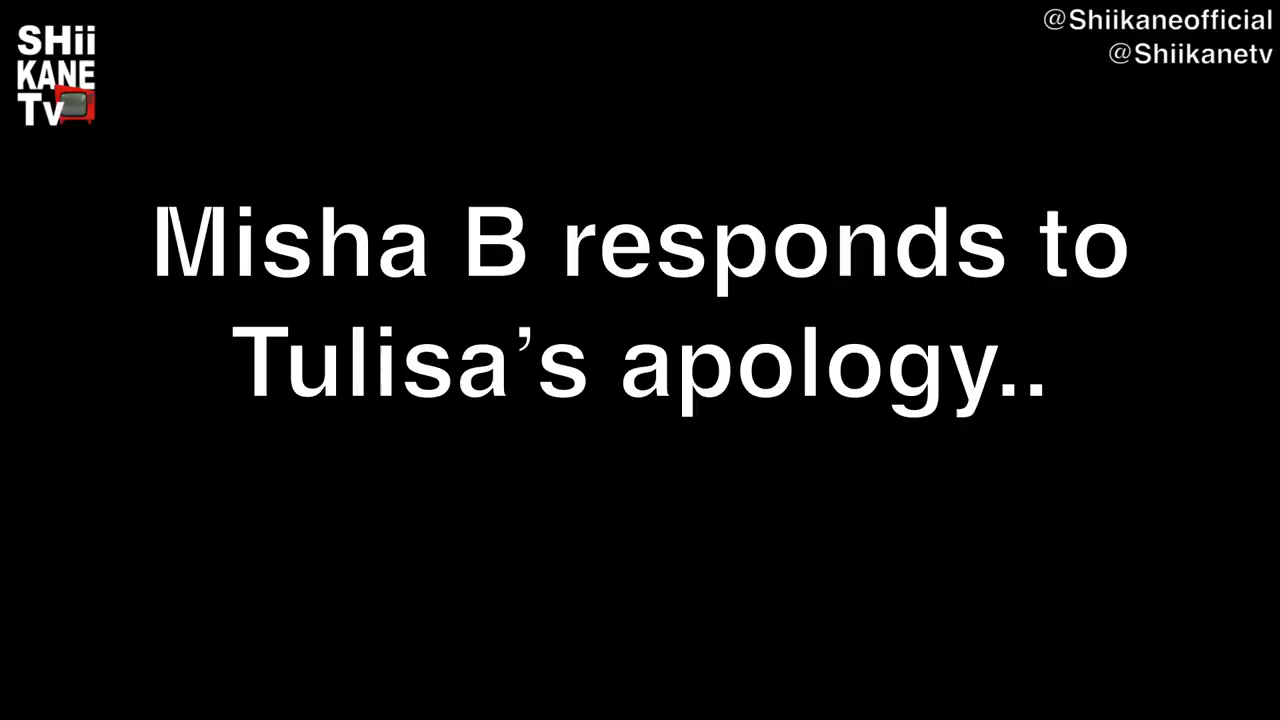 SHii
KANE
Tv
@Shiikaneofficial
@Shiikanetv
Misha B responds to
Tulisa’s apology..